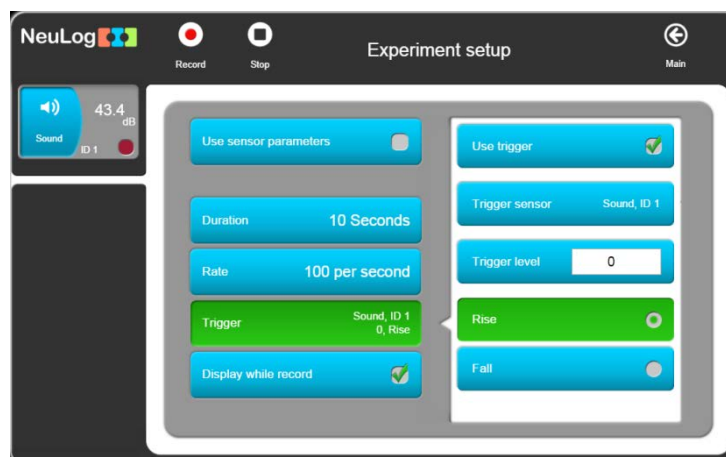 NeuLog
Record
Stop
Experiment setup
Main
43.4
dB
Sound
ID 1
Use sensor parameters
Duration 10 Seconds
Rate 100 per second
Trigger Sound, ID 1
0, Rise
Display while record
Use trigger
Trigger sensor Sound, ID 1
Trigger level 0
Rise
Fall